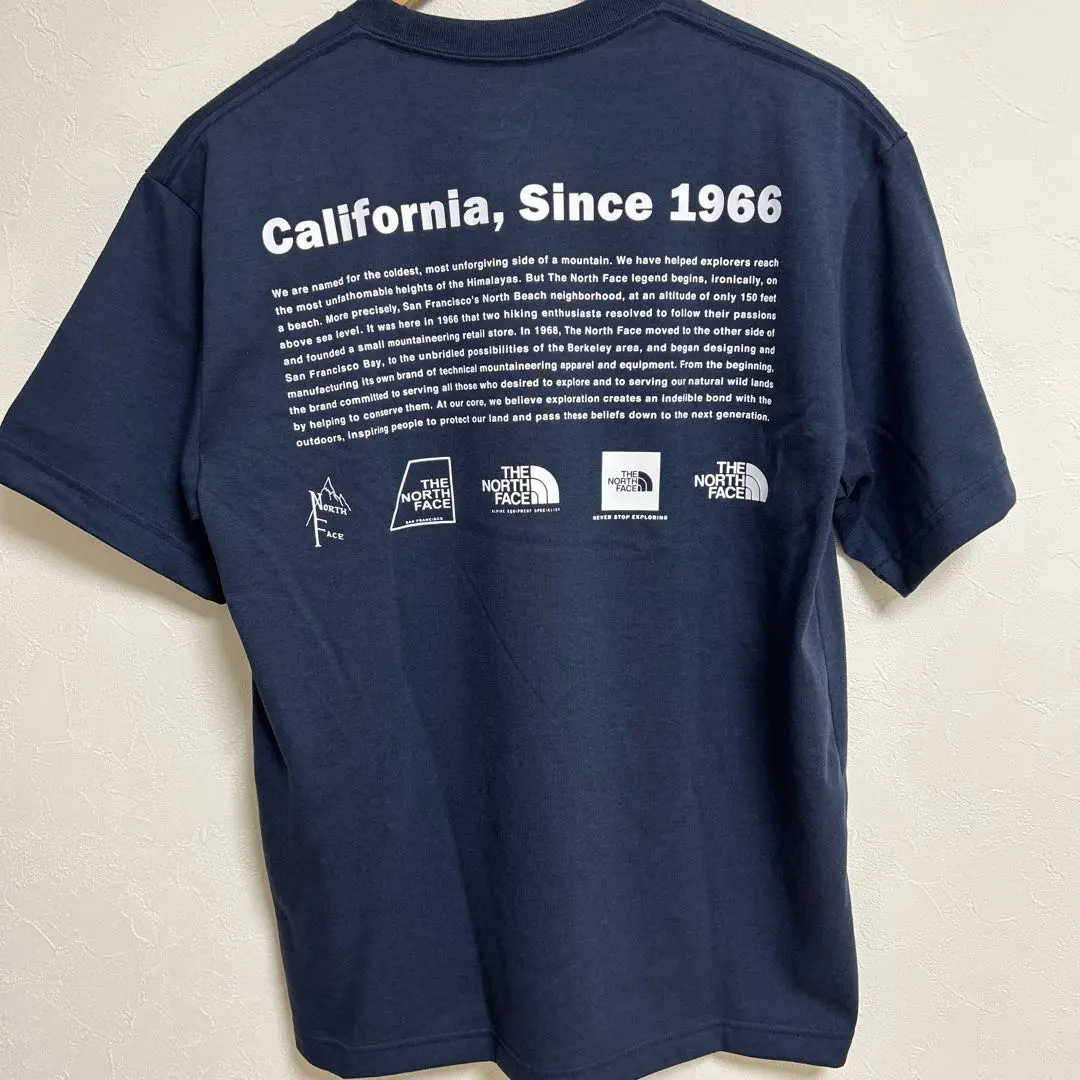 California, Since 1966
We are named for the coldest, most unforgiving side of a mountain. We have helped explorers reach
the most unfathomable heights of the Himalayas. But The North Face legend begins, ironically, on
a beach. More precisely, San Francisco's North Beach neighborhood, at an altitude of only 150 feet
above sea level. It was here in 1966 that two hiking enthusiasts resolved to follow their passions
and founded a small mountaineering retail store. In 1968, The North Face moved to the other side of
San Francisco Bay, to the unbridled possibilities of the Berkeley area, and began designing and
manufacturing its own brand of technical mountaineering apparel and equipment. From the beginning,
the brand committed to serving all those who desired to explore and to serving our natural wild lands
by helping to conserve them. At our core, we believe exploration creates an indelible bond with the
outdoors, inspiring people to protect our land and pass these beliefs down to the next generation.
NORTH
FACE
THE
NORTH
FACE
SAN FRANCISCO
THE
NORTH
FACE
ALPINE EQUIPMENT SPECIALIST
THE
NORTH
FACE
NEVER STOP EXPLORING
THE
NORTH
FACE